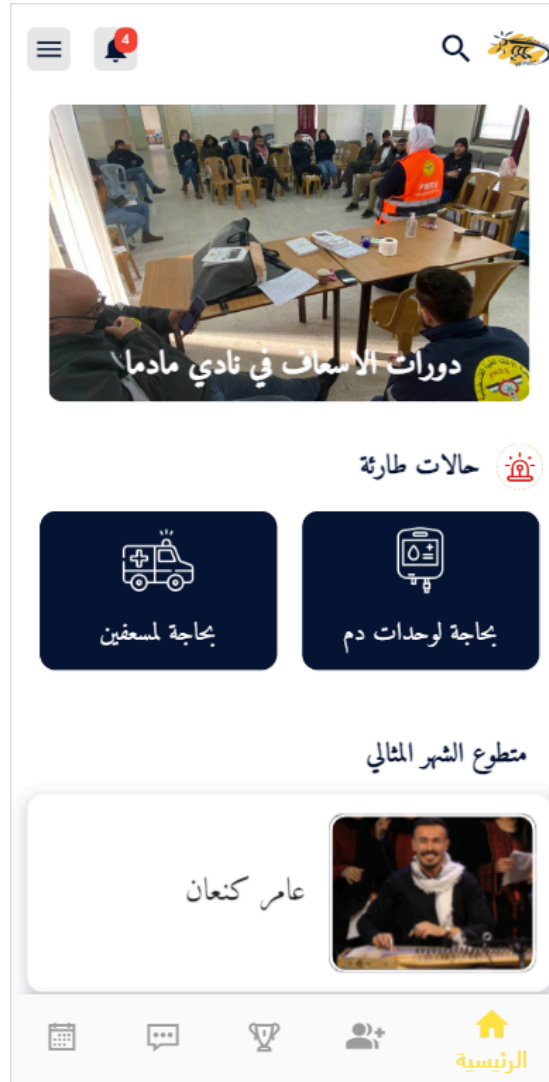 4
PMRS
دورات الاسعاف في نادي مادما
حالات طارئة
بحاجة لوحدات دم
بحاجة لمسعفين
متطوع الشهر المثالي
عامر كنعان
الرئيسية